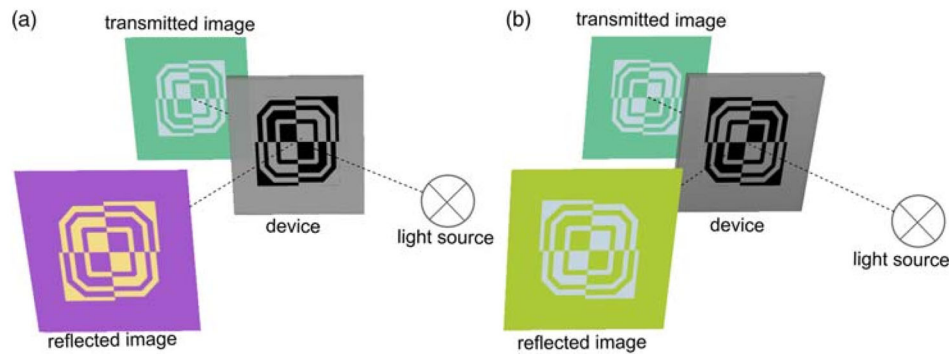 (a)
transmitted image
device
light source
reflected image
(b)
transmitted image
device
light source
reflected image